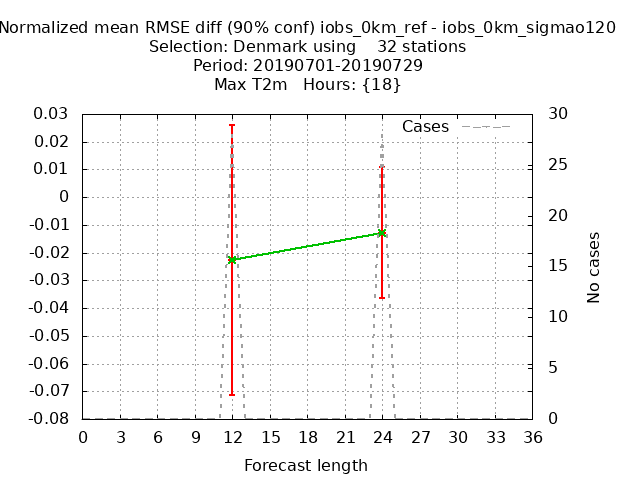 Normalized mean RMSE diff (90% conf) iobs_0km_ref - iobs_0km_sigmao120
Selection: Denmark using    32 stations
Period: 20190701-20190729
Max T2m   Hours: {18}
Cases
0.03
0.02
0.01
0
-0.01
-0.02
-0.03
-0.04
-0.05
-0.06
-0.07
-0.08
30
25
20
15
10
5
0
No cases
0 3 6 9 12 15 18 21 24 27 30 33 36
Forecast length